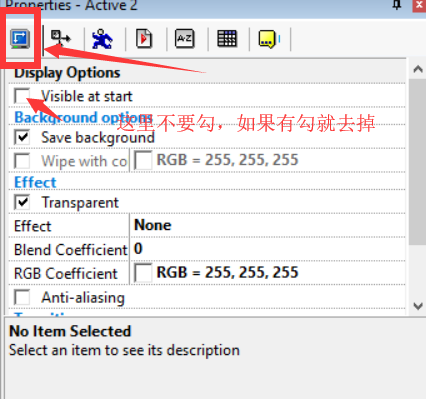 Properties - Active 2
A-Z
Display Options
Visible at start
Background options
这里不要勾，如果有勾就去掉
Save background
Wipe with co RGB = 255, 255, 255
Effect
Transparent
Effect None
Blend Coefficient 0
RGB Coefficient RGB = 255, 255, 255
Anti-aliasing
No Item Selected
Select an item to see its description